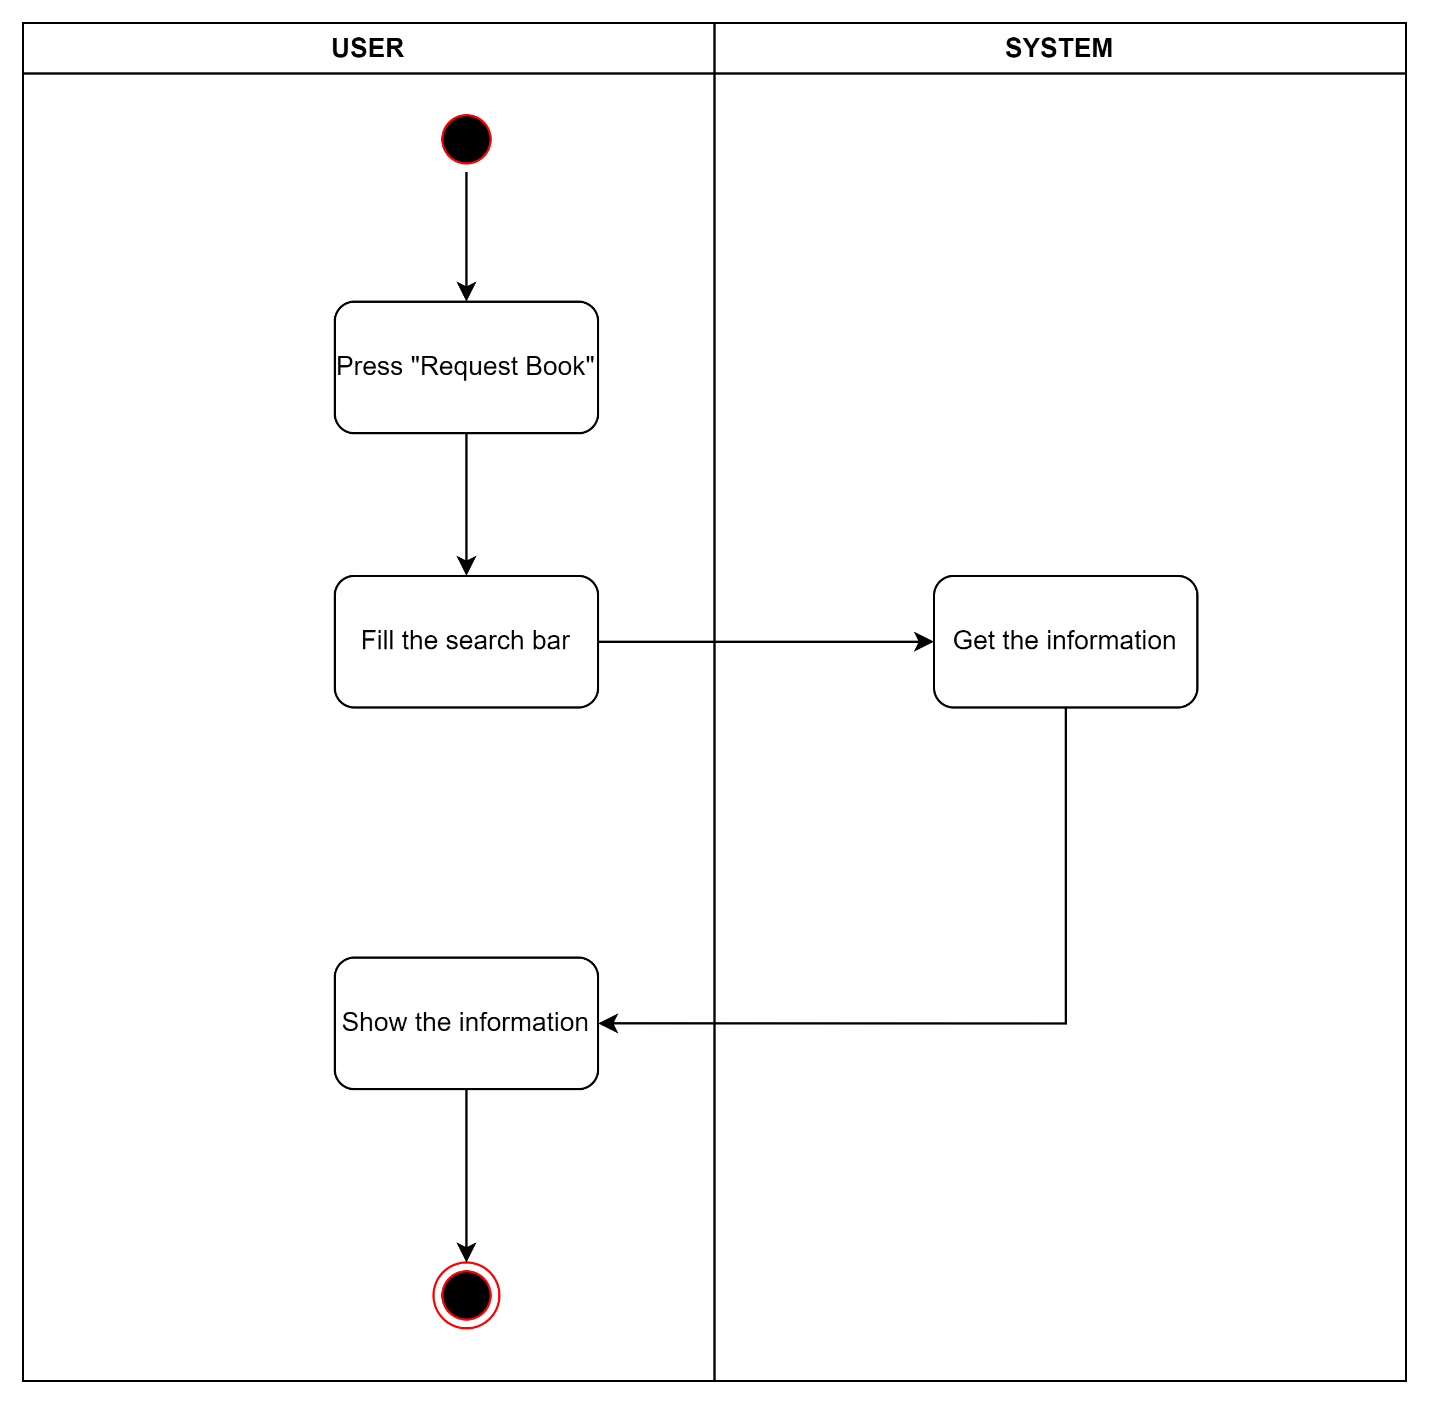 USER
SYSTEM
Press "Request Book"
Fill the search bar
Get the information
Show the information